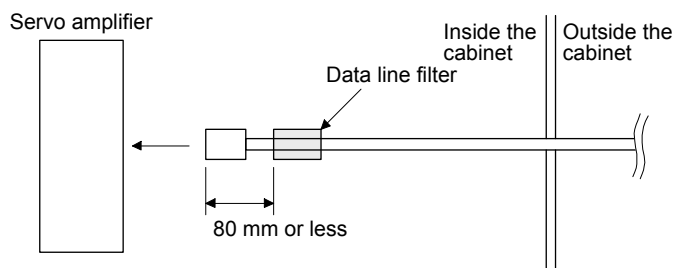 Servo amplifier
Inside the
cabinet
Outside the
cabinet
Data line filter
80 mm or less